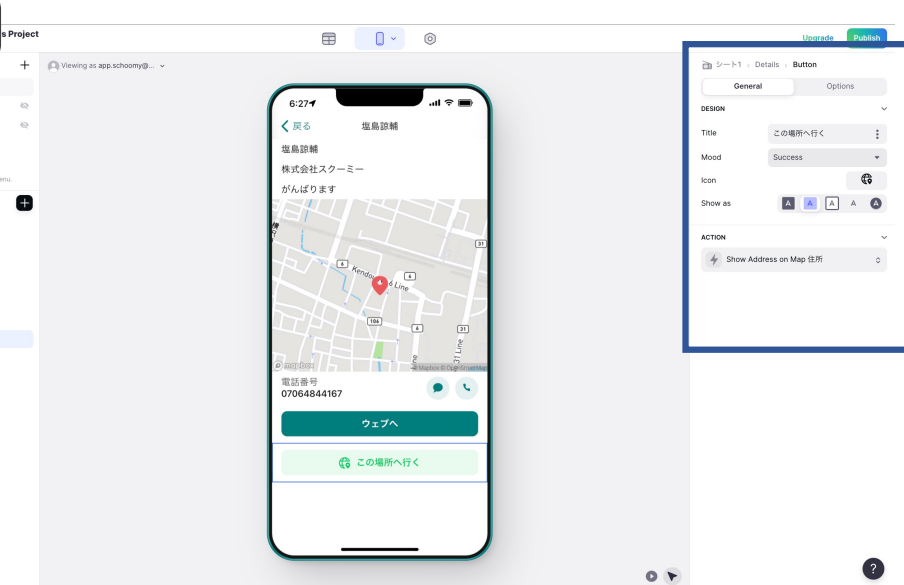 s Project
Upgrade
Publish
Viewing as app.schoomy@...
enu.
6:27
戻る
塩島諒輔
塩島諒輔
株式会社スクーミー
がんばります
31
6
Kendou
6
6 Line
106
6
31
31 Line
mapbox
© Mapbox © OpenStreetMap
電話番号
07064844167
ウェブへ
この場所へ行く
シート1 › Details › Button
General
Options
DESIGN
Title
この場所へ行く
Mood
Success
Icon
Show as
A A A A A
ACTION
Show Address on Map 住所
?